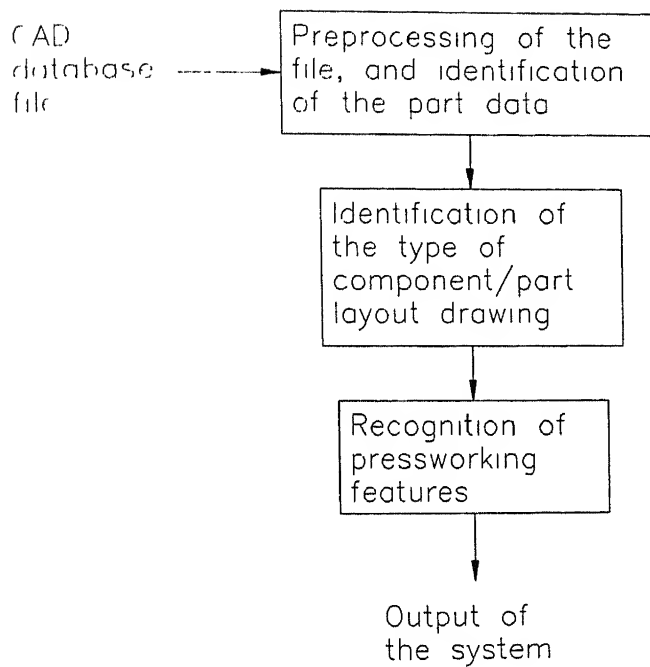 CAD
database
file
Preprocessing of the
file, and identification
of the part data
Identification of
the type of
component/part
layout drawing
Recognition of
pressworking
features
Output of
the system